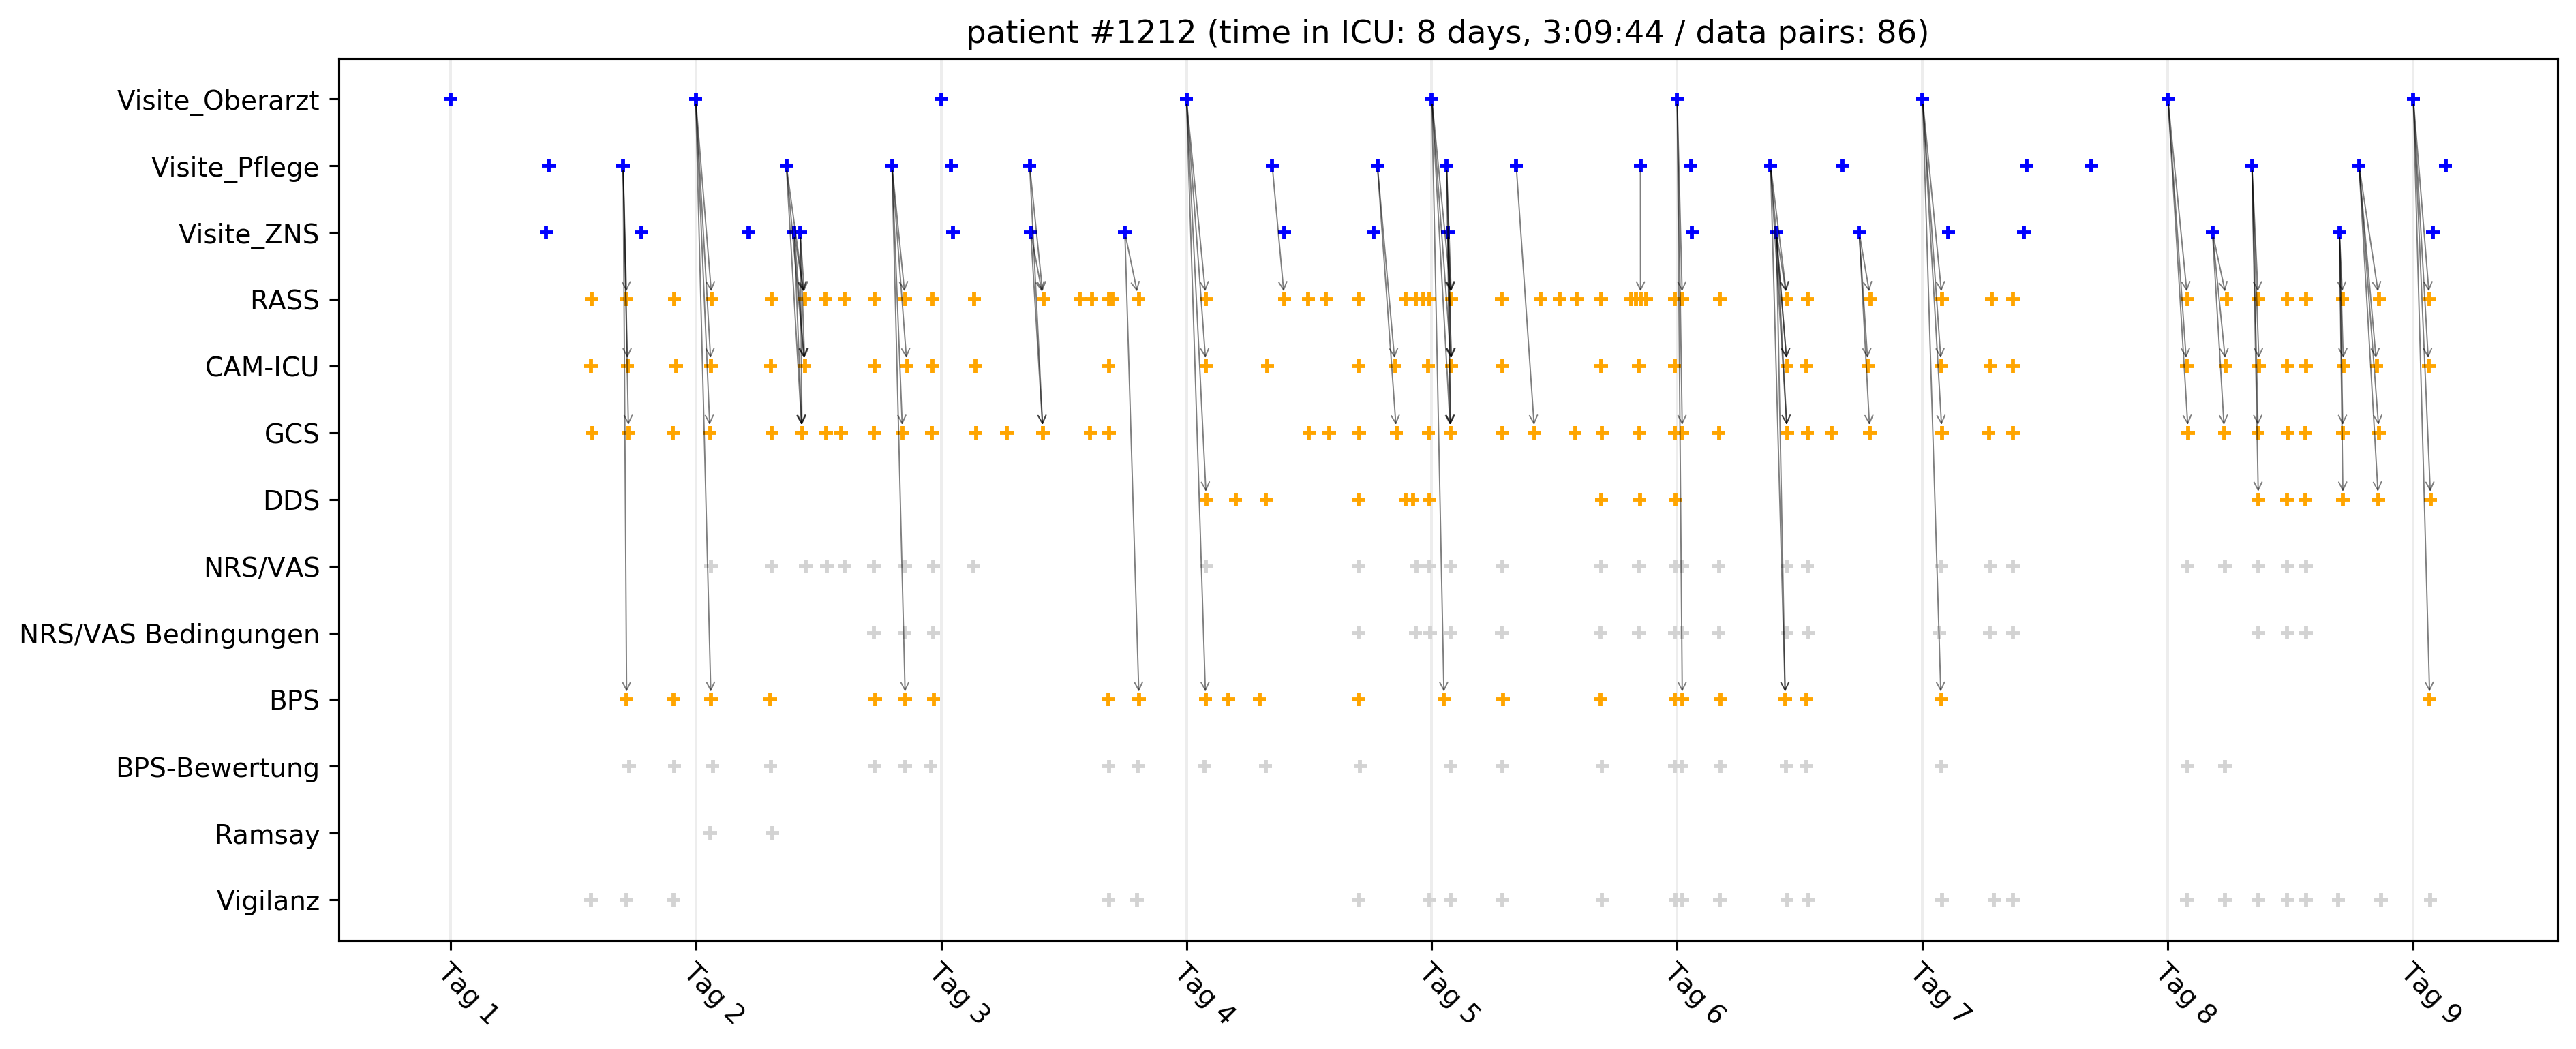 patient #1212 (time in ICU: 8 days, 3:09:44 / data pairs: 86)
Visite_Oberarzt
Visite_Pflege
Visite_ZNS
RASS
CAM-ICU
GCS
DDS
NRS/VAS
NRS/VAS Bedingungen
BPS
BPS-Bewertung
Ramsay
Vigilanz
Tag 1
Tag 2
Tag 3
Tag 4
Tag 5
Tag 6
Tag 7
Tag 8
Tag 9